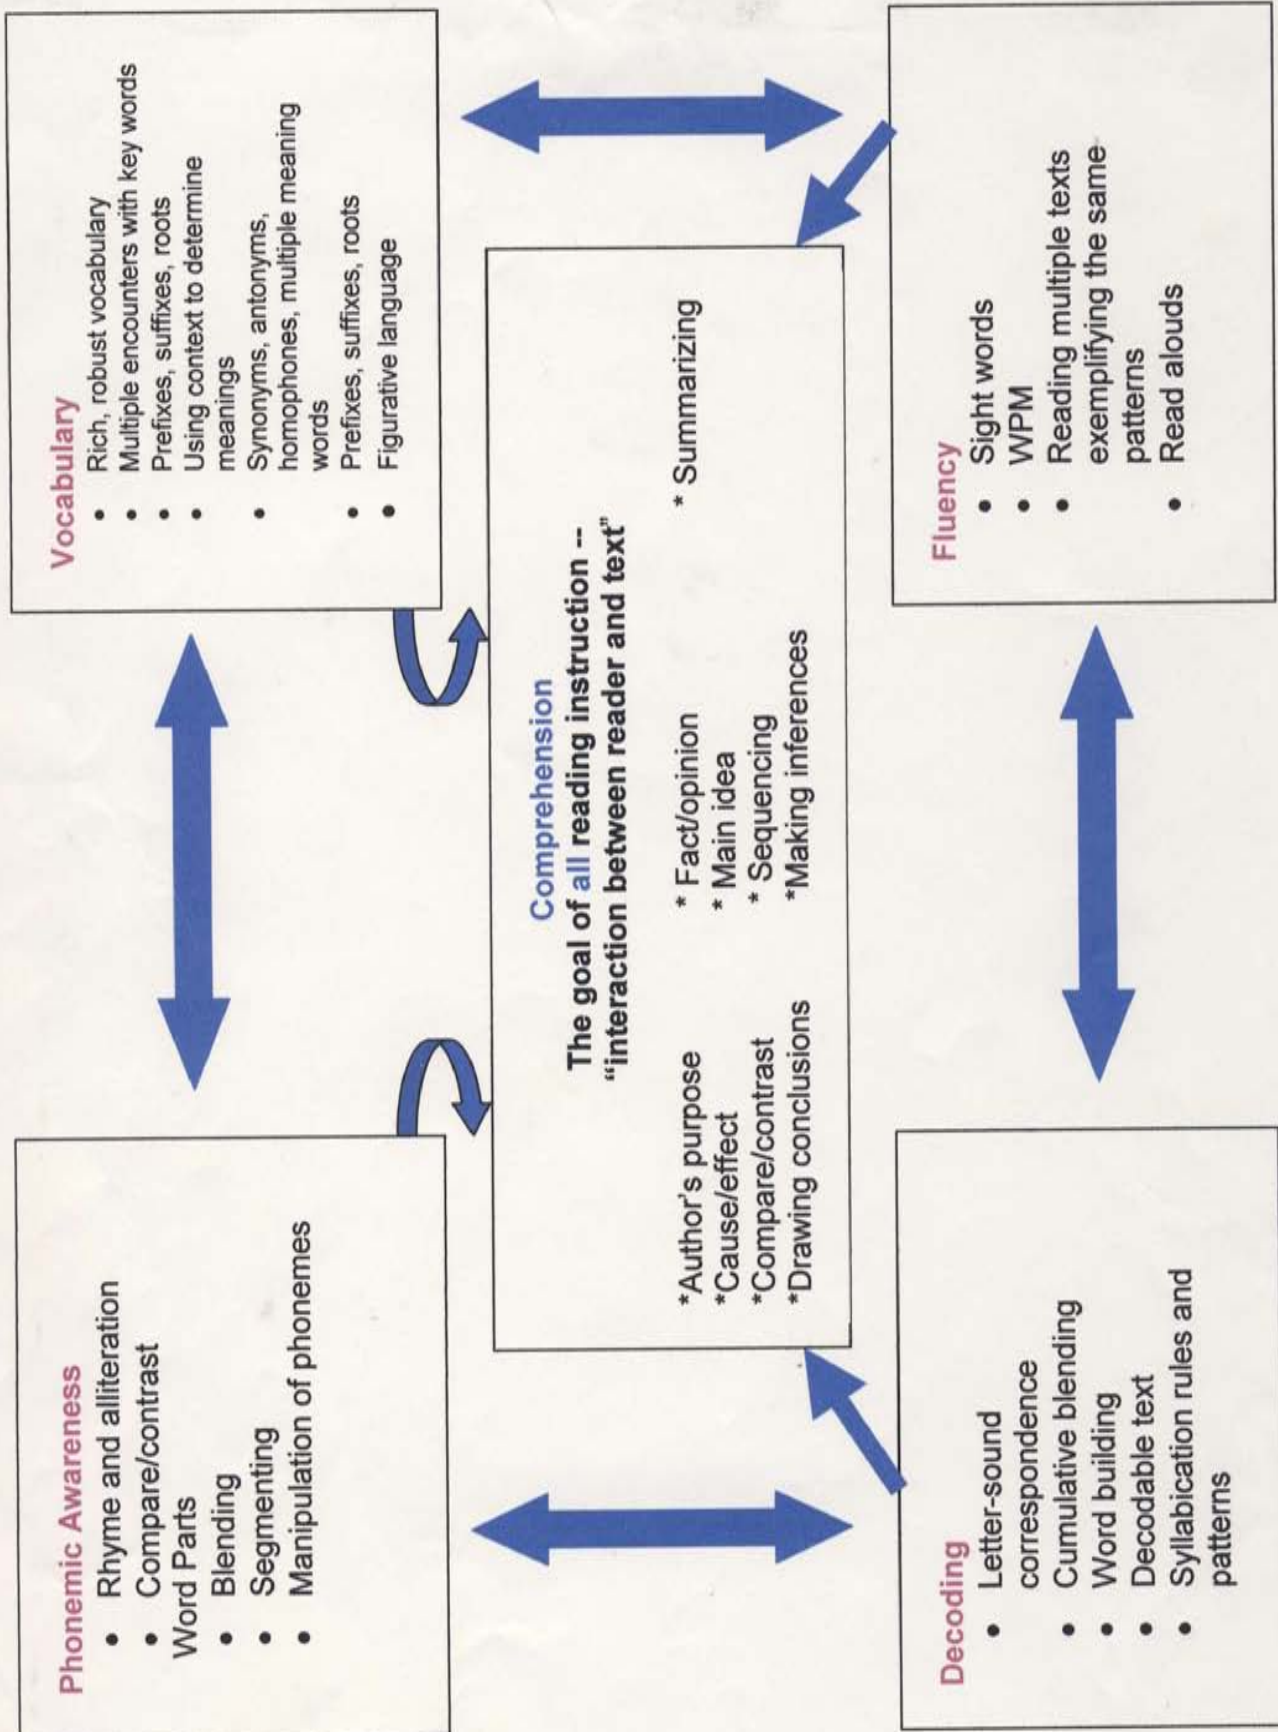 Phonemic Awareness
• Rhyme and alliteration
• Compare/contrast
Word Parts
• Blending
• Segmenting
• Manipulation of phonemes
Vocabulary
• Rich, robust vocabulary
• Multiple encounters with key words
• Prefixes, suffixes, roots
• Using context to determine
meanings
• Synonyms, antonyms,
homophones, multiple meaning
words
• Prefixes, suffixes, roots
• Figurative language
Comprehension
The goal of all reading instruction --
“interaction between reader and text”
*Author's purpose * Fact/opinion * Summarizing
*Cause/effect * Main idea
*Compare/contrast * Sequencing
*Drawing conclusions *Making inferences
Decoding
• Letter-sound
correspondence
• Cumulative blending
• Word building
• Decodable text
• Syllabication rules and
patterns
Fluency
• Sight words
• WPM
• Reading multiple texts
exemplifying the same
patterns
• Read alouds